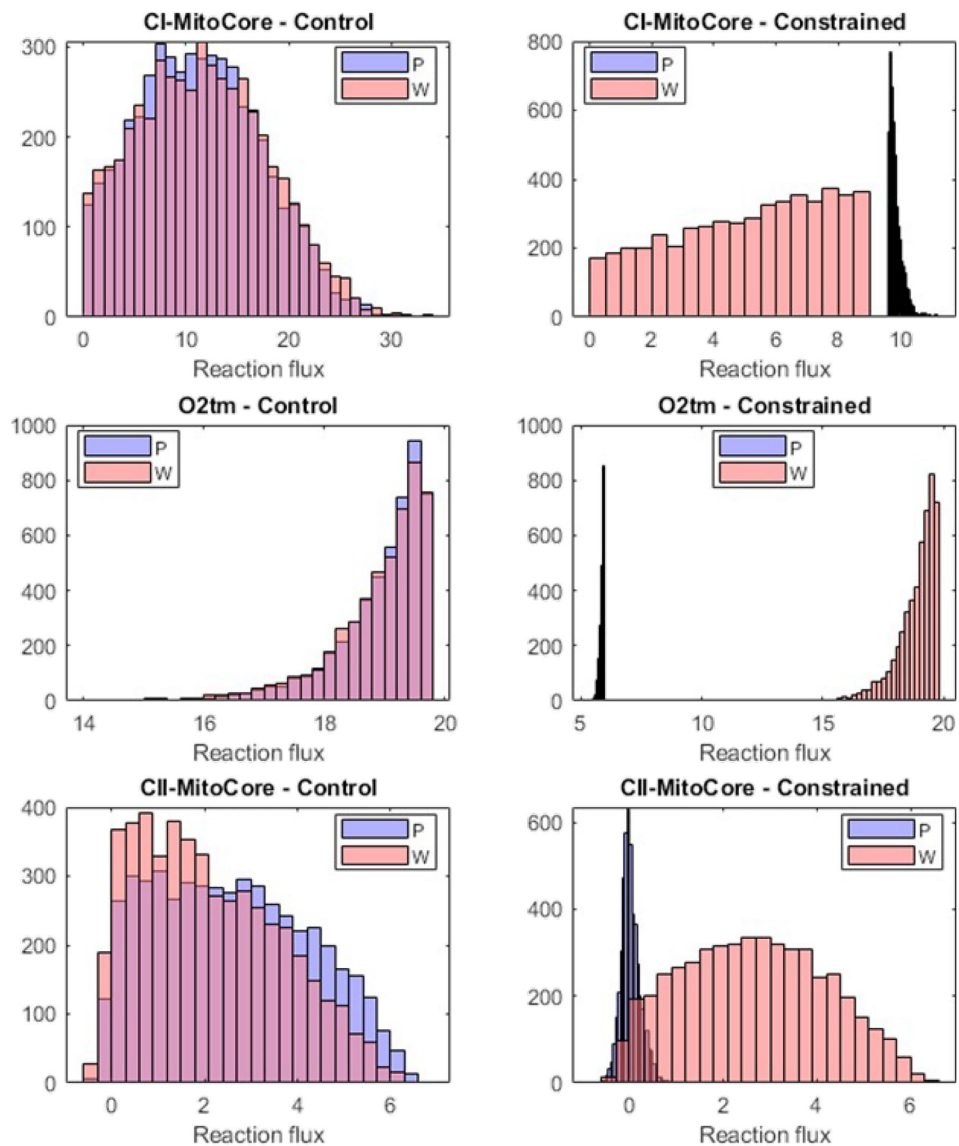 CI-MitoCore - Control
300
200
100
0
P
W
0 10 20 30
Reaction flux
CI-MitoCore - Constrained
800
600
400
200
0
P
W
0 2 4 6 8 10
Reaction flux
O2tm - Control
1000
800
600
400
200
0
P
W
14 16 18 20
Reaction flux
O2tm - Constrained
1000
800
600
400
200
0
P
W
5 10 15 20
Reaction flux
CII-MitoCore - Control
400
300
200
100
0
P
W
0 2 4 6
Reaction flux
CII-MitoCore - Constrained
600
400
200
0
P
W
0 2 4 6
Reaction flux